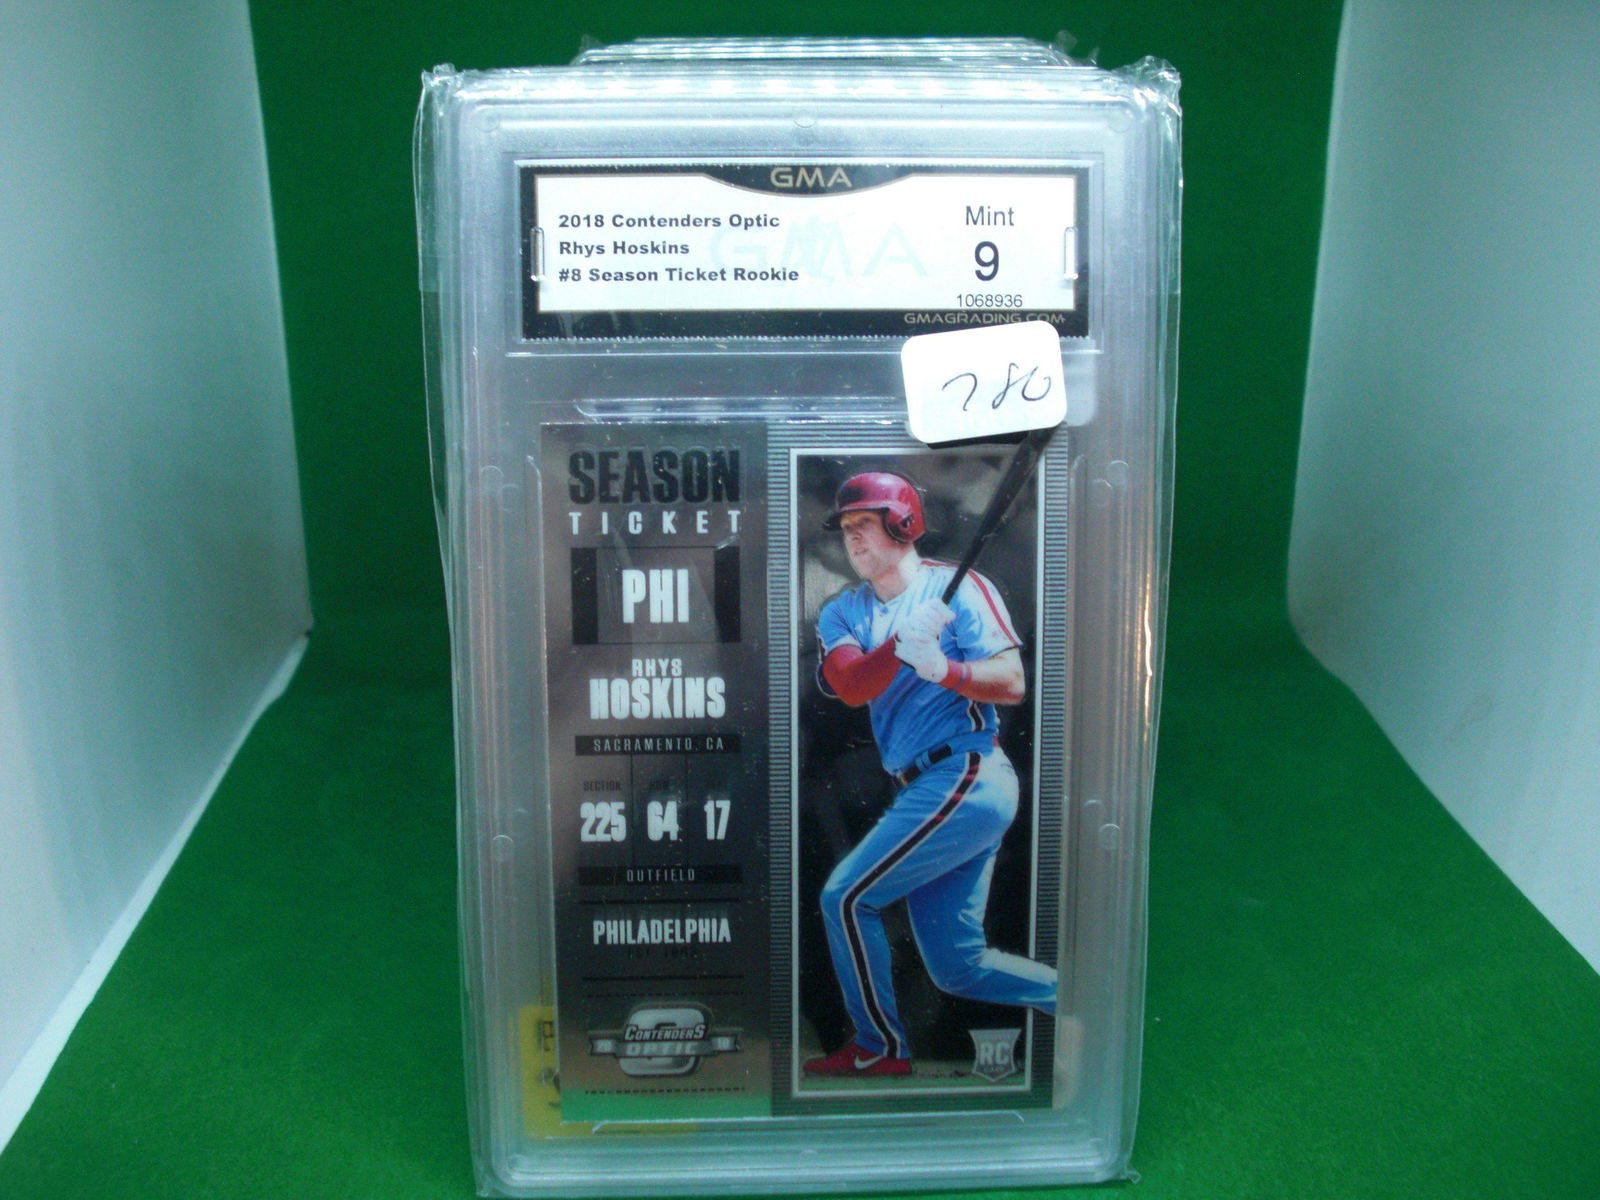 GMA
2018 Contenders Optic
Rhys Hoskins
#8 Season Ticket Rookie
Mint
9
1068936
GMAGRADING.COM
780
SEASON
TICKET
PHI
RHYS
HOSKINS
SACRAMENTO, CA
SECTION
225 64 17
OUTFIELD
PHILADELPHIA
CONTENDERS
OPTIC
RC